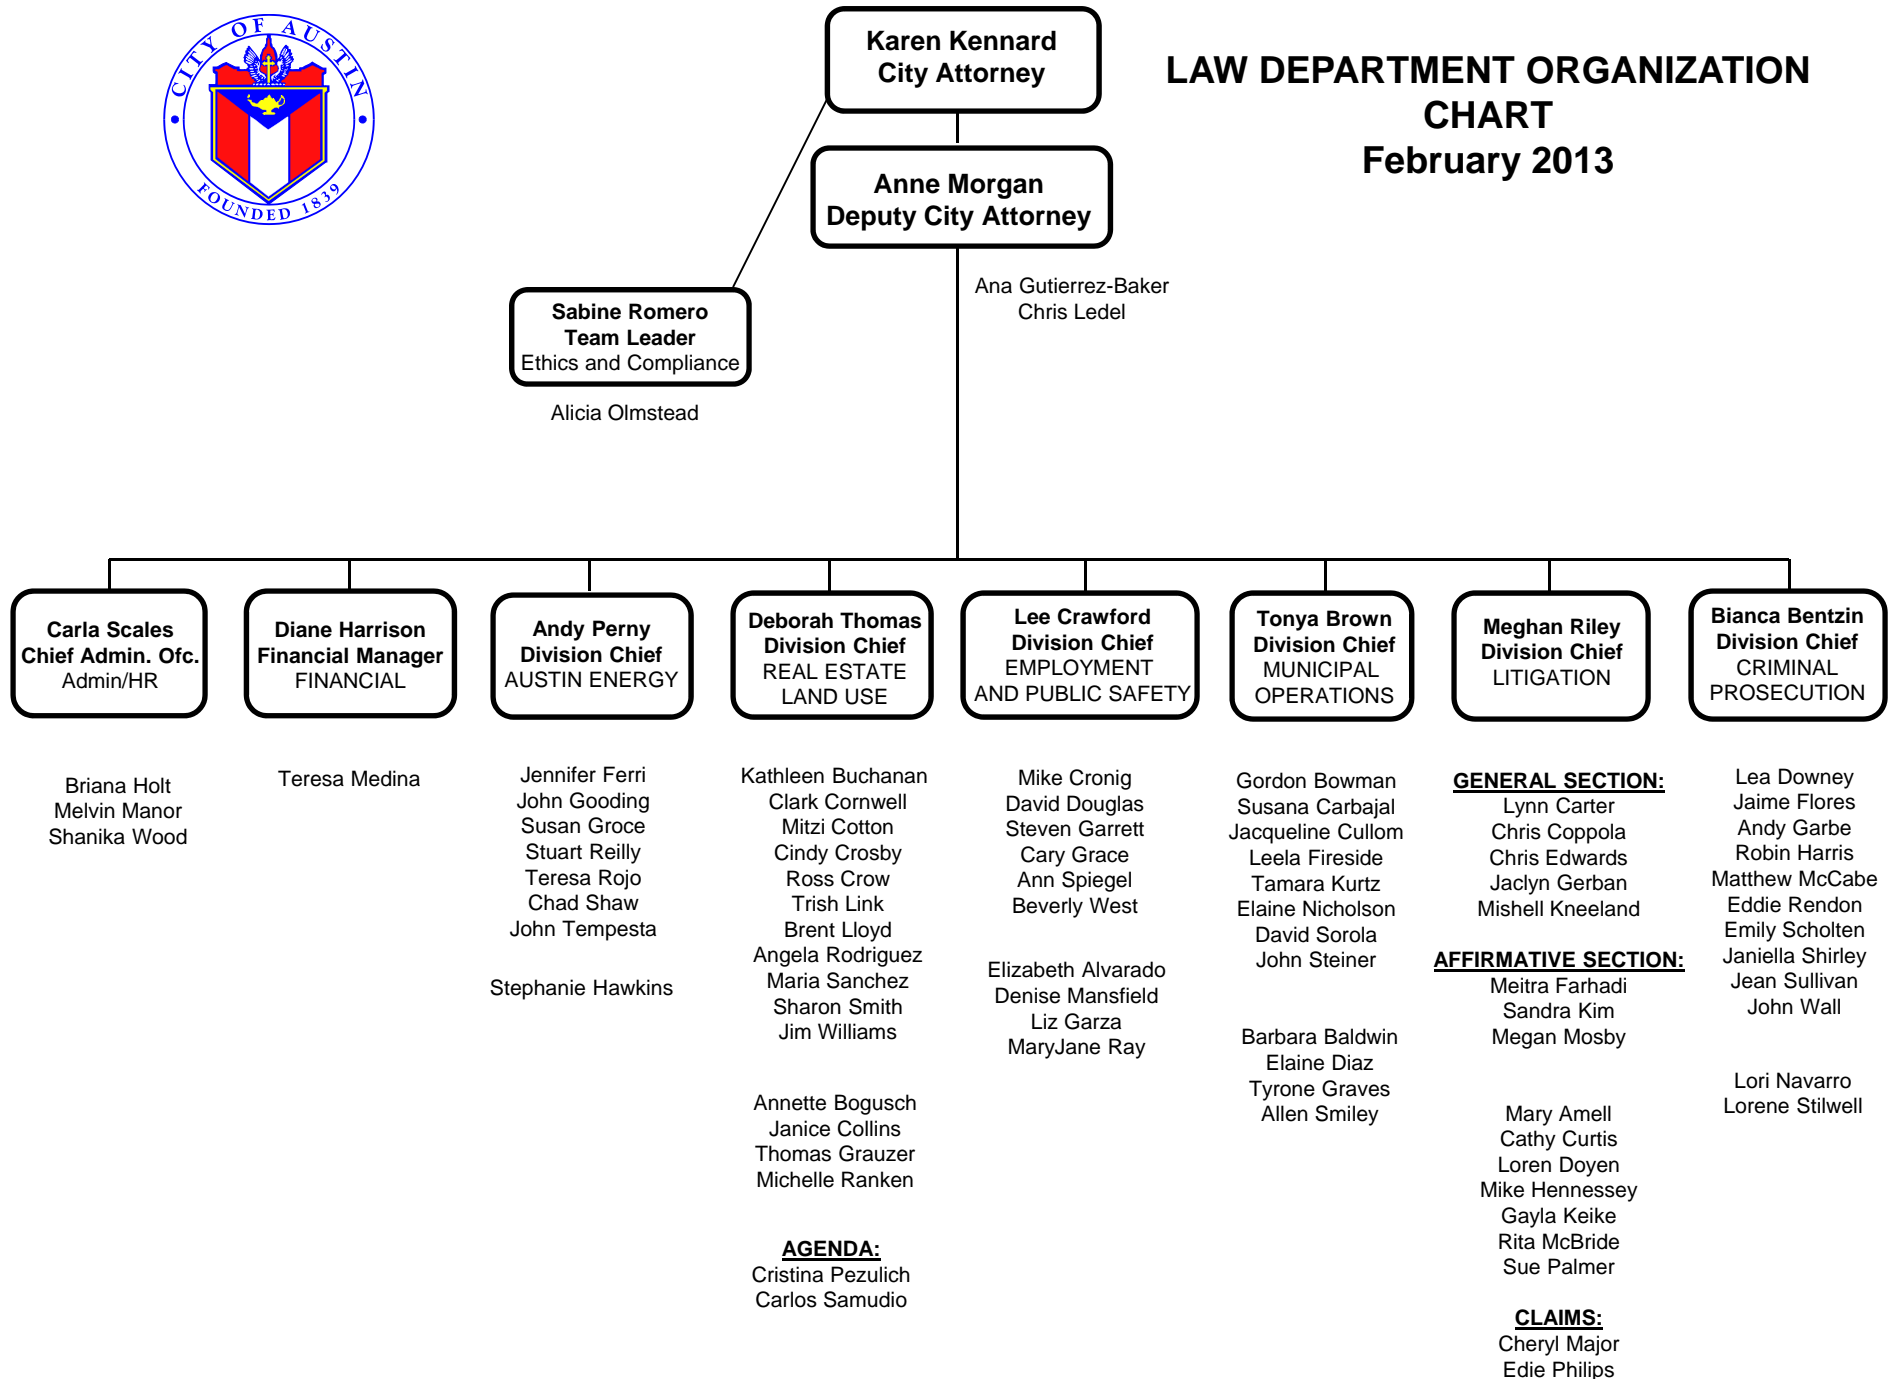 CITY OF AUSTIN
FOUNDED 1839
Karen Kennard
City Attorney
LAW DEPARTMENT ORGANIZATION
CHART
February 2013
Anne Morgan
Deputy City Attorney
Ana Gutierrez-Baker
Chris Ledel
Sabine Romero
Team Leader
Ethics and Compliance
Alicia Olmstead
Carla Scales
Chief Admin. Ofc.
Admin/HR
Briana Holt
Melvin Manor
Shanika Wood
Diane Harrison
Financial Manager
FINANCIAL
Teresa Medina
Andy Perny
Division Chief
AUSTIN ENERGY
Jennifer Ferri
John Gooding
Susan Groce
Stuart Reilly
Teresa Rojo
Chad Shaw
John Tempesta
Stephanie Hawkins
Deborah Thomas
Division Chief
REAL ESTATE
LAND USE
Kathleen Buchanan
Clark Cornwell
Mitzi Cotton
Cindy Crosby
Ross Crow
Trish Link
Brent Lloyd
Angela Rodriguez
Maria Sanchez
Sharon Smith
Jim Williams
Annette Bogusch
Janice Collins
Thomas Grauzer
Michelle Ranken
AGENDA:
Cristina Pezulich
Carlos Samudio
Lee Crawford
Division Chief
EMPLOYMENT
AND PUBLIC SAFETY
Mike Cronig
David Douglas
Steven Garrett
Cary Grace
Ann Spiegel
Beverly West
Elizabeth Alvarado
Denise Mansfield
Liz Garza
MaryJane Ray
Tonya Brown
Division Chief
MUNICIPAL
OPERATIONS
Gordon Bowman
Susana Carbajal
Jacqueline Cullom
Leela Fireside
Tamara Kurtz
Elaine Nicholson
David Sorola
John Steiner
Barbara Baldwin
Elaine Diaz
Tyrone Graves
Allen Smiley
Meghan Riley
Division Chief
LITIGATION
GENERAL SECTION:
Lynn Carter
Chris Coppola
Chris Edwards
Jaclyn Gerban
Mishell Kneeland
AFFIRMATIVE SECTION:
Meitra Farhadi
Sandra Kim
Megan Mosby
Mary Amell
Cathy Curtis
Loren Doyen
Mike Hennessey
Gayla Keike
Rita McBride
Sue Palmer
CLAIMS:
Cheryl Major
Edie Philips
Bianca Bentzin
Division Chief
CRIMINAL
PROSECUTION
Lea Downey
Jaime Flores
Andy Garbe
Robin Harris
Matthew McCabe
Eddie Rendon
Emily Scholten
Janiella Shirley
Jean Sullivan
John Wall
Lori Navarro
Lorene Stilwell